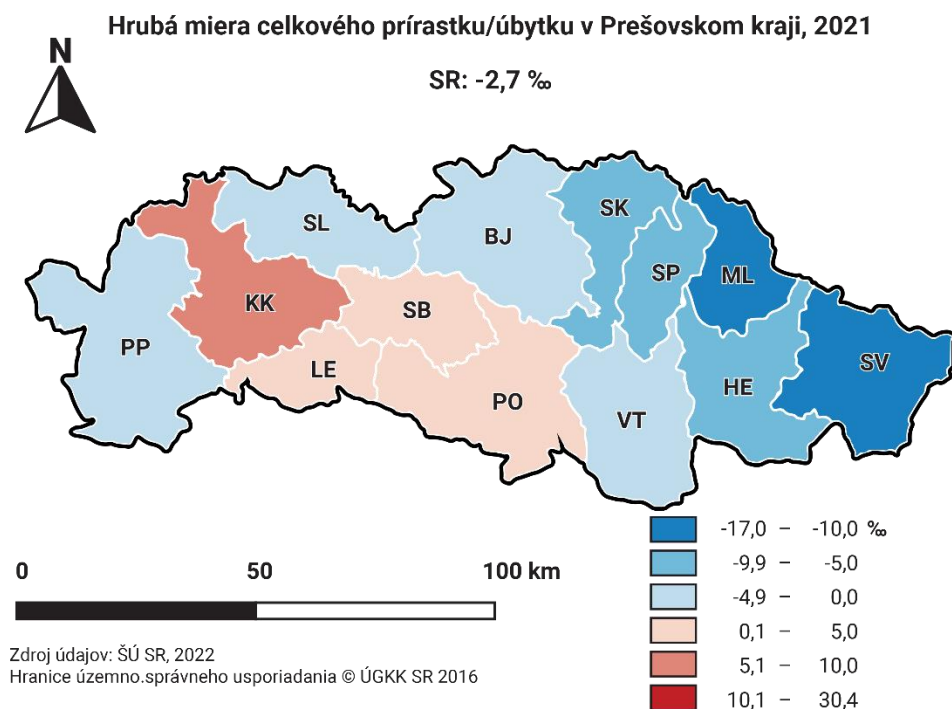 Hrubá miera celkového prírastku/úbytku v Prešovskom kraji, 2021
N
SR: -2,7 ‰
SK
SL
BJ
SP
ML
KK
SB
PP
LE
SV
HE
PO
VT
-17,0 – -10,0 ‰
-9,9 – -5,0
-4,9 – 0,0
0,1 – 5,0
5,1 – 10,0
10,1 – 30,4
0 50 100 km
Zdroj údajov: ŠÚ SR, 2022
Hranice územno.správneho usporiadania © ÚGKK SR 2016